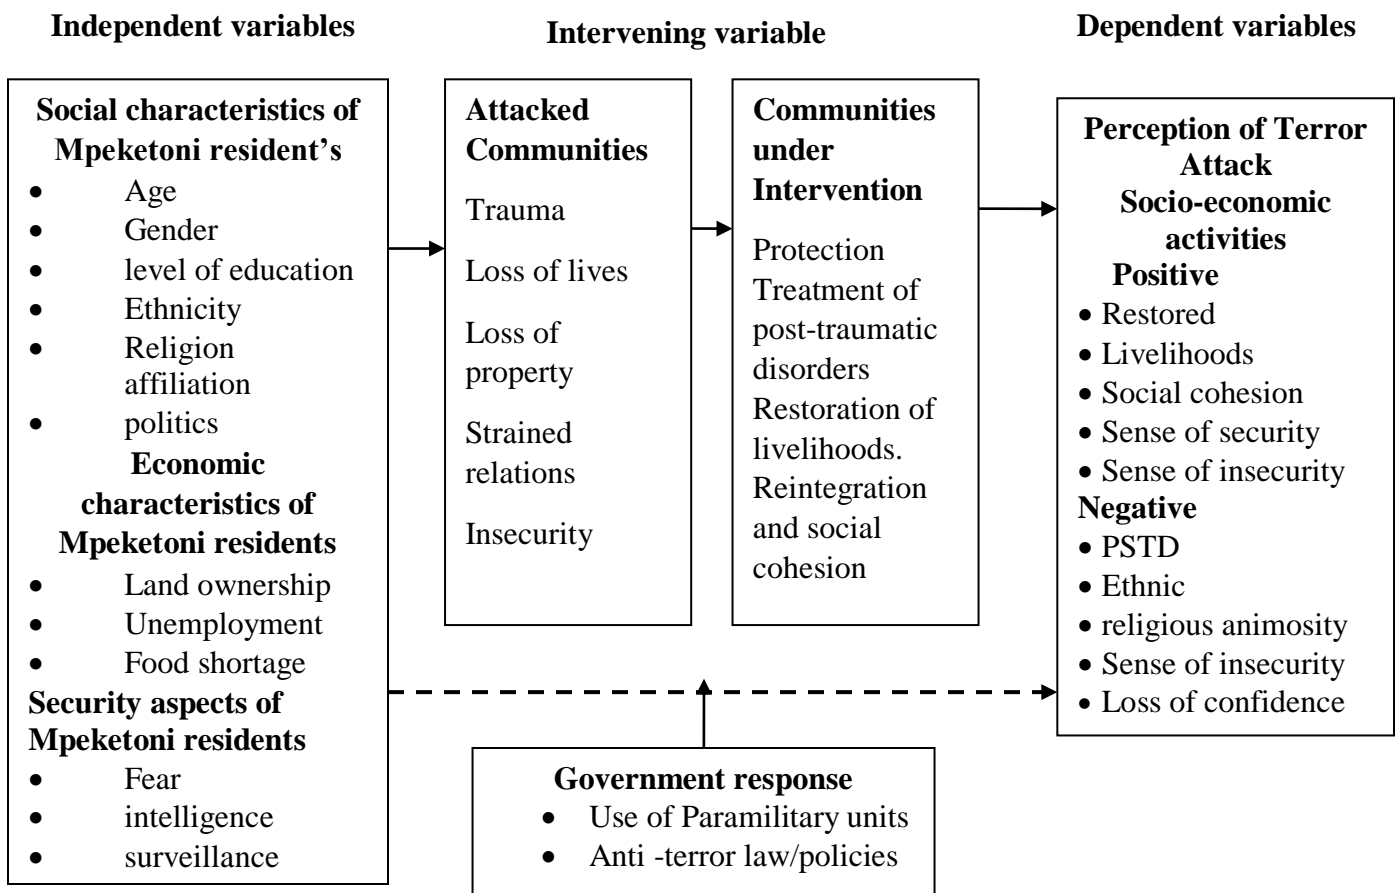 Independent variables
Intervening variable
Dependent variables
Social characteristics of
Mpeketoni resident’s
• Age
• Gender
• level of education
• Ethnicity
• Religion
affiliation
• politics
Economic
characteristics of
Mpeketoni residents
• Land ownership
• Unemployment
• Food shortage
Security aspects of
Mpeketoni residents
• Fear
• intelligence
• surveillance
Attacked
Communities
Trauma
Loss of lives
Loss of
property
Strained
relations
Insecurity
Communities
under
Intervention
Protection
Treatment of
post-traumatic
disorders
Restoration of
livelihoods.
Reintegration
and social
cohesion
Perception of Terror
Attack
Socio-economic
activities
Positive
• Restored
• Livelihoods
• Social cohesion
• Sense of security
• Sense of insecurity
Negative
• PSTD
• Ethnic
• religious animosity
• Sense of insecurity
• Loss of confidence
Government response
• Use of Paramilitary units
• Anti -terror law/policies